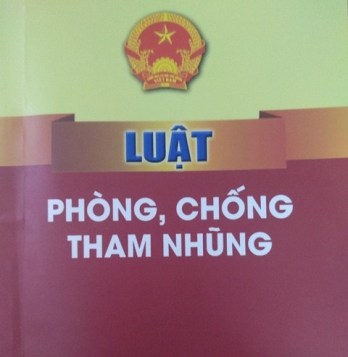 LUẬT
PHÒNG, CHỐNG
THAM NHŨNG